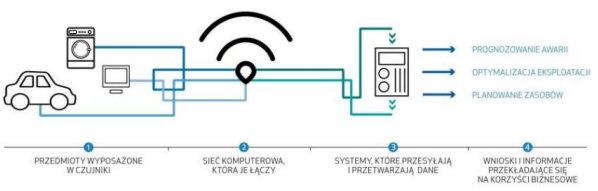 PROGNOZOWANIE AWARII
OPTYMALIZACJA EKSPLOATACJI
PLANOWANIE ZASOBÓW
1
2
3
4
PRZEDMIOTY WYPOSAŻONE
W CZUJNIKI
SIEĆ KOMPUTEROWA,
KTÓRA JE ŁĄCZY
SYSTEMY, KTÓRE PRZESYŁAJĄ
I PRZETWARZAJĄ DANE
WNIOSKI I INFORMACJE
PRZEKŁADAJĄCE SIĘ
NA KORZYŚCI BIZNESOWE